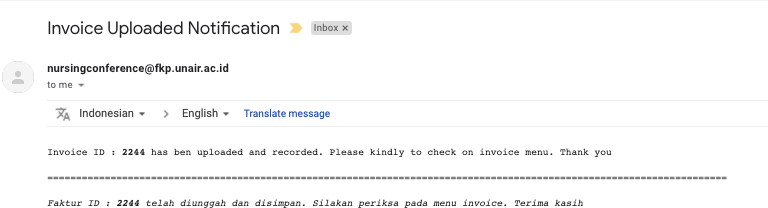 Invoice Uploaded Notification Inbox ×
nursingconference@fkp.unair.ac.id
to me
Indonesian > English Translate message
Invoice ID : 2244 has ben uploaded and recorded. Please kindly to check on invoice menu. Thank you
================================================================================
Faktur ID : 2244 telah diunggah dan disimpan. Silakan periksa pada menu invoice. Terima kasih